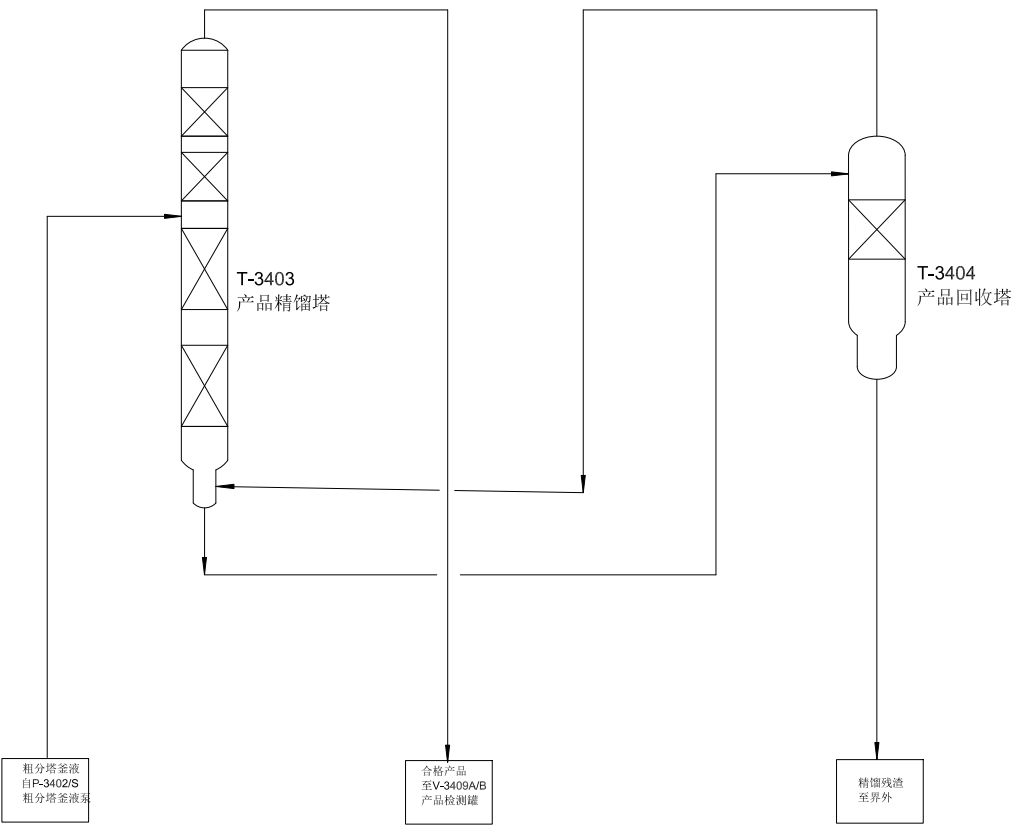 T-3403
产品精馏塔
T-3404
产品回收塔
粗分塔釜液
自P-3402/S
粗分塔釜液泵
合格产品
至V-3409A/B
产品检测罐
精馏残渣
至界外